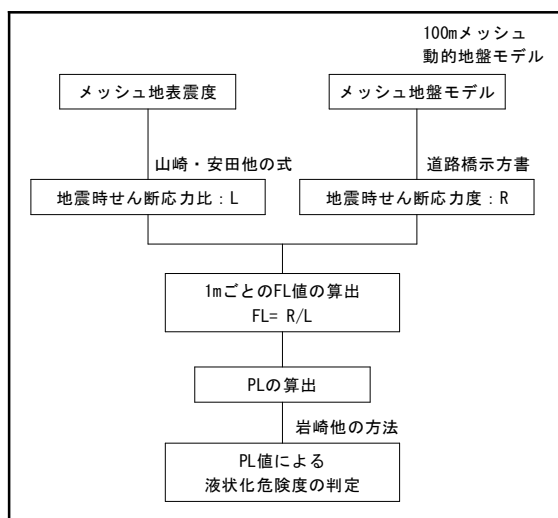 100mメッシュ
動的地盤モデル
メッシュ地表震度
メッシュ地盤モデル
山崎・安田他の式
道路橋示方書
地震時せん断応力比：L
地震時せん断応力度：R
1mごとのFL値の算出
FL= R/L
PLの算出
岩崎他の方法
PL値による
液状化危険度の判定